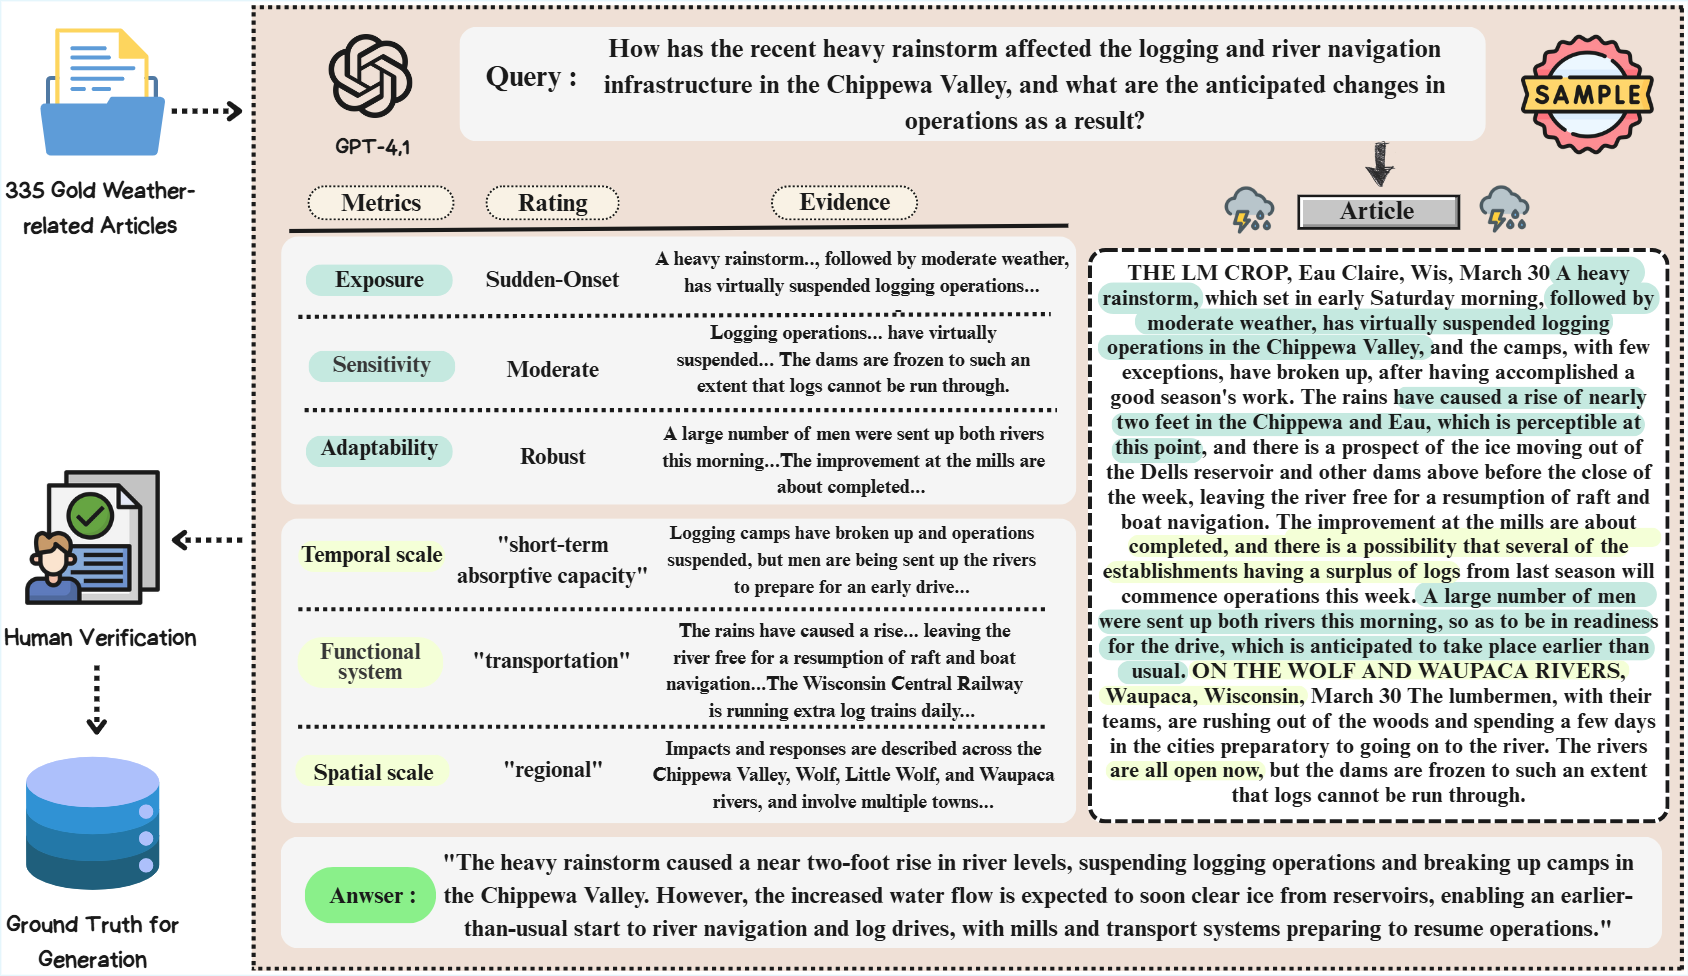 335 Gold Weather-
related Articles
Human Verification
Ground Truth for
Generation
GPT-4,1
Query :
How has the recent heavy rainstorm affected the logging and river navigation
infrastructure in the Chippewa Valley, and what are the anticipated changes in
operations as a result?
SAMPLE
Metrics
Rating
Evidence
Exposure
Sudden-Onset
A heavy rainstorm.., followed by moderate weather,
has virtually suspended logging operations...
Sensitivity
Moderate
Logging operations... have virtually
suspended... The dams are frozen to such an
extent that logs cannot be run through.
Adaptability
Robust
A large number of men were sent up both rivers
this morning...The improvement at the mills are
about completed...
Temporal scale
"short-term
absorptive capacity"
Logging camps have broken up and operations
suspended, but men are being sent up the rivers
to prepare for an early drive...
Functional
system
"transportation"
The rains have caused a rise... leaving the
river free for a resumption of raft and boat
navigation...The Wisconsin Central Railway
is running extra log trains daily...
Spatial scale
"regional"
Impacts and responses are described across the
Chippewa Valley, Wolf, Little Wolf, and Waupaca
rivers, and involve multiple towns...
Article
THE LM CROP, Eau Claire, Wis, March 30 A heavy
rainstorm, which set in early Saturday morning, followed by
moderate weather, has virtually suspended logging
operations in the Chippewa Valley, and the camps, with few
exceptions, have broken up, after having accomplished a
good season's work. The rains have caused a rise of nearly
two feet in the Chippewa and Eau, which is perceptible at
this point, and there is a prospect of the ice moving out of
the Dells reservoir and other dams above before the close of
the week, leaving the river free for a resumption of raft and
boat navigation. The improvement at the mills are about
completed, and there is a possibility that several of the
establishments having a surplus of logs from last season will
commence operations this week. A large number of men
were sent up both rivers this morning, so as to be in readiness
for the drive, which is anticipated to take place earlier than
usual. ON THE WOLF AND WAUPACA RIVERS,
Waupaca, Wisconsin, March 30 The lumbermen, with their
teams, are rushing out of the woods and spending a few days
in the cities preparatory to going on to the river. The rivers
are all open now, but the dams are frozen to such an extent
that logs cannot be run through.
Anwser :
"The heavy rainstorm caused a near two-foot rise in river levels, suspending logging operations and breaking up camps in
the Chippewa Valley. However, the increased water flow is expected to soon clear ice from reservoirs, enabling an earlier-
than-usual start to river navigation and log drives, with mills and transport systems preparing to resume operations."